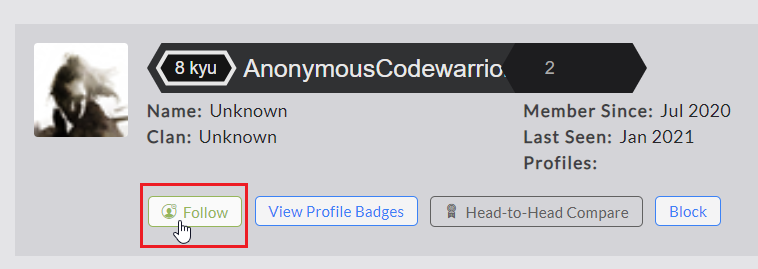 8 kyu AnonymousCodewarrio 2
Name: Unknown Member Since: Jul 2020
Clan: Unknown Last Seen: Jan 2021
Profiles:
Follow View Profile Badges Head-to-Head Compare Block